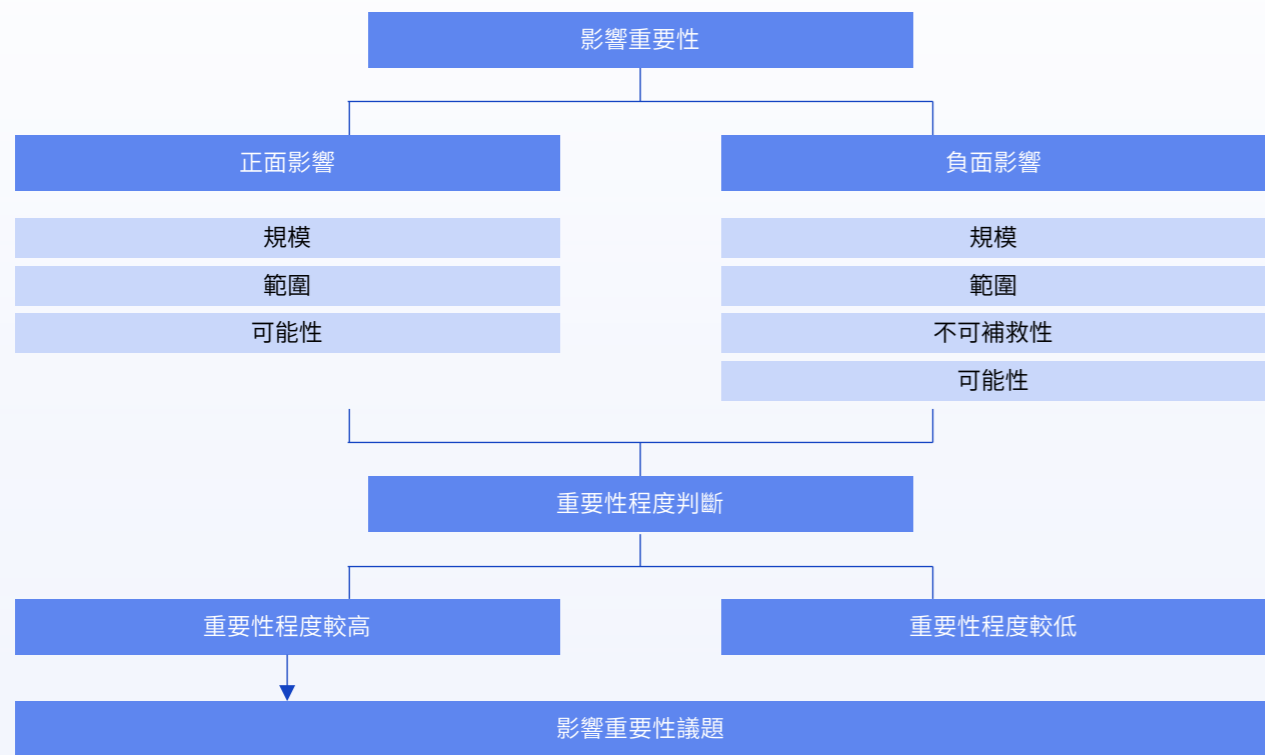 影響重要性
正面影響
規模
範圍
可能性
負面影響
規模
範圍
不可補救性
可能性
重要性程度判斷
重要性程度較高
重要性程度較低
影響重要性議題